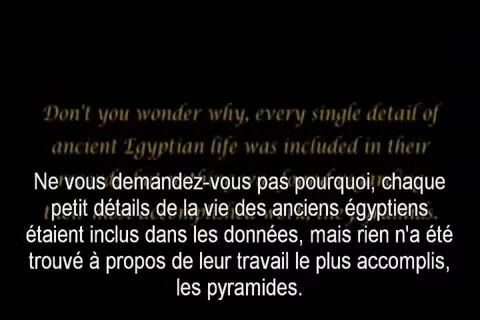 Don't you wonder why, every single detail of
ancient Egyptian life was included in their
Ne vous demandez-vous pas pourquoi, chaque
petit détails de la vie des anciens égyptiens
étaient inclus dans les données, mais rien n'a été
trouvé à propos de leur travail le plus accomplis,
les pyramides.